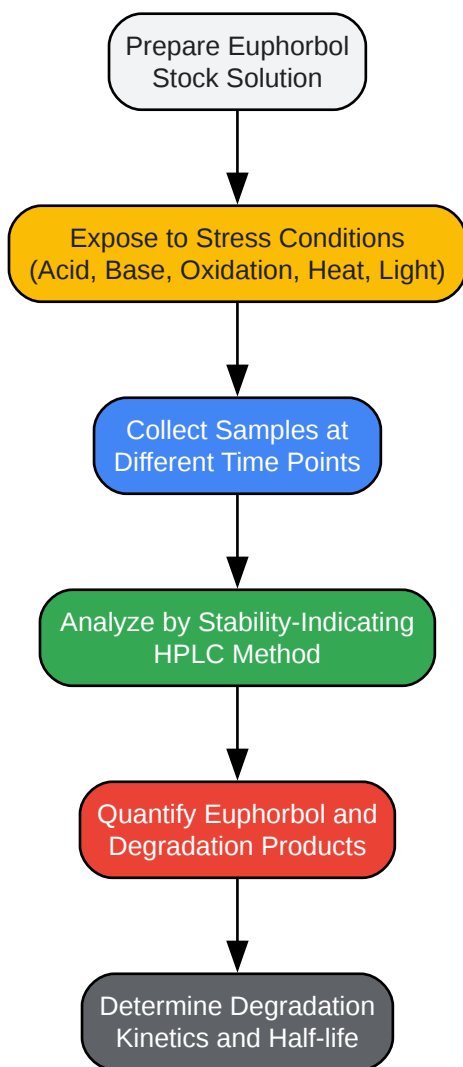 Prepare Euphorbol
Stock Solution
Expose to Stress Conditions
(Acid, Base, Oxidation, Heat, Light)
Collect Samples at
Different Time Points
Analyze by Stability-Indicating
HPLC Method
Quantify Euphorbol and
Degradation Products
Determine Degradation
Kinetics and Half-life